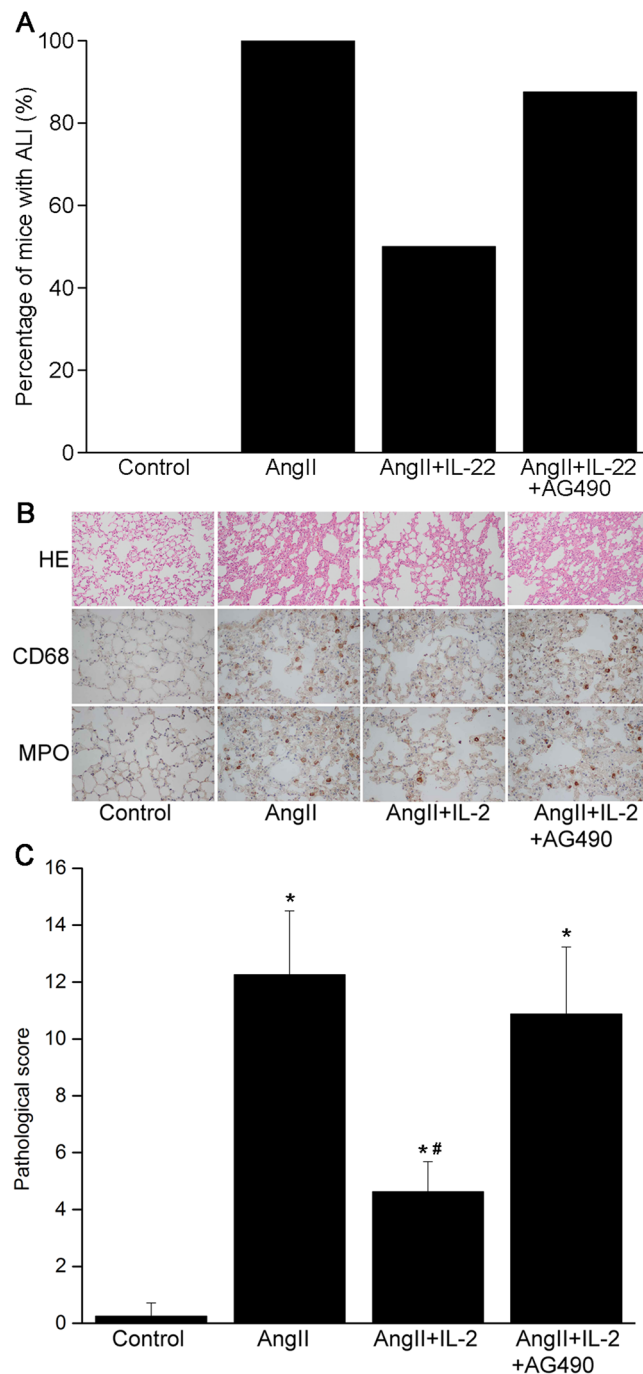 A
Percentage of mice with ALI (%)
100
80
60
40
20
0
Control
AngII
AngII+IL-22
AngII+IL-22
+AG490
B
HE
CD68
MPO
Control
AngII
AngII+IL-2
AngII+IL-2
+AG490
C
Pathological score
16
14
12
10
8
6
4
2
0
*
*#
*
Control
AngII
AngII+IL-2
AngII+IL-2
+AG490